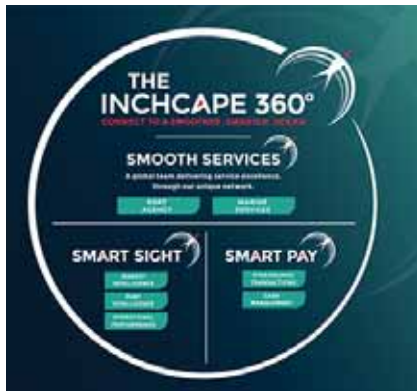 THE
INCHCAPE 360°
CONNECT TO A SMOOTHER, SMARTER OCEAN
SMOOTH SERVICES
A global team delivering service excellence,
through our unique network.
PORT
AGENCY
MARINE
SERVICES
SMART SIGHT
MARKET
INTELLIGENCE
PORT
INTELLIGENCE
OPERATIONAL
PERFORMANCE
SMART PAY
STREAMLINED
TRANSACTIONS
CASH
MANAGEMENT